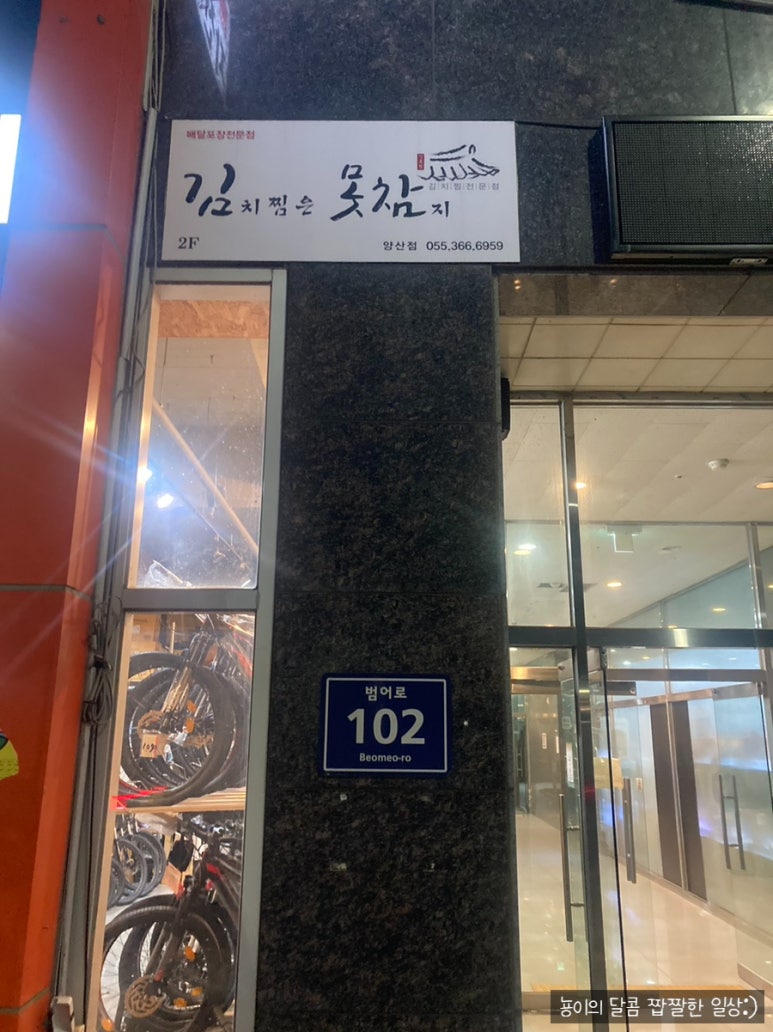 배달포장전문점
김치찜은 못참지
김치찜전문점
2F
양산점 055.366.6959
범어로
102
Beomeo-ro
뇽이의 달콤 짭짤한 일상:)